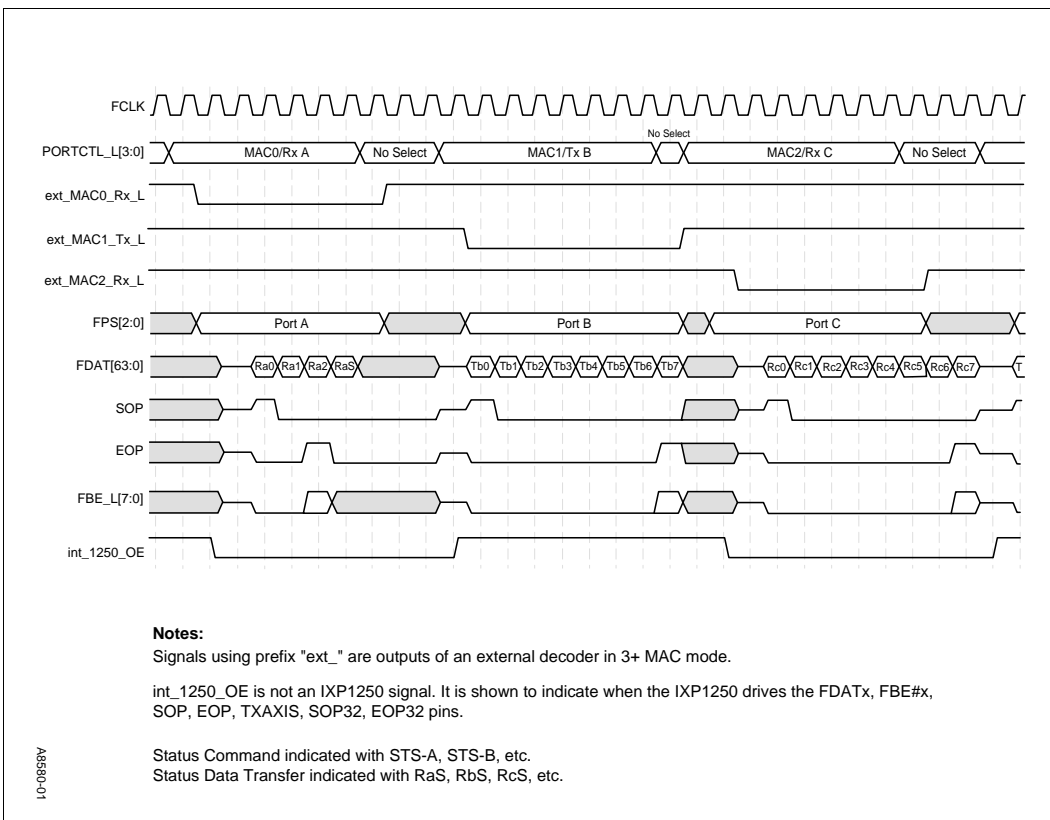 FCLK
No Select
PORTCTL_L[3:0] MAC0/Rx A No Select MAC1/Tx B MAC2/Rx C No Select
ext_MAC0_Rx_L
ext_MAC1_Tx_L
ext_MAC2_Rx_L
FPS[2:0] Port A Port B Port C
FDAT[63:0] Ra0 Ra1 Ra2 RaS Tb0 Tb1 Tb2 Tb3 Tb4 Tb5 Tb6 Tb7 Rc0 Rc1 Rc2 Rc3 Rc4 Rc5 Rc6 Rc7 T
SOP
EOP
FBE_L[7:0]
int_1250_OE
Notes:
Signals using prefix "ext_" are outputs of an external decoder in 3+ MAC mode.
int_1250_OE is not an IXP1250 signal. It is shown to indicate when the IXP1250 drives the FDATx, FBE#x,
SOP, EOP, TXAXIS, SOP32, EOP32 pins.
Status Command indicated with STS-A, STS-B, etc.
Status Data Transfer indicated with RaS, RbS, RcS, etc.
A8580-01